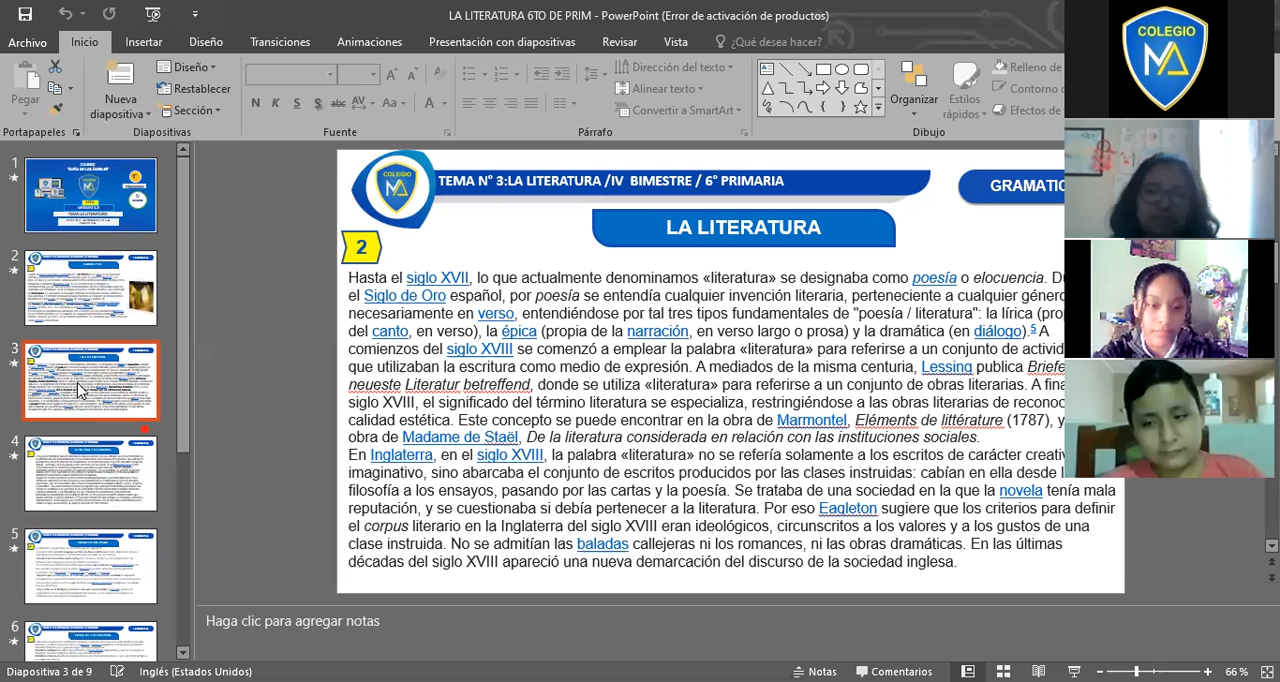 LA LITERATURA 6TO DE PRIM - PowerPoint (Error de activación de productos)
Archivo Inicio Insertar Diseño Transiciones Animaciones Presentación con diapositivas Revisar Vista ¿Qué desea hacer?
Pegar
Nueva diapositiva
Diseño
Restablecer
Sección
N K S S abc AV Aa A
Dirección del texto
Alinear texto
Convertir a SmartArt
Organizar
Estilos rápidos
Relleno de
Contorno
Efectos de
Portapapeles Diapositivas Fuente Párrafo Dibujo
COLEGIO
MA
1
2
3
4
5
6
COLEGIO
MA
TEMA N° 3:LA LITERATURA /IV BIMESTRE / 6° PRIMARIA
GRAMATIC
LA LITERATURA
2
Hasta el siglo XVII, lo que actualmente denominamos «literatura» se designaba como poesía o elocuencia.
el Siglo de Oro español, por poesía se entendía cualquier invención literaria, perteneciente a cualquier género
necesariamente en verso, entendiéndose por tal tres tipos fundamentales de "poesía / literatura": la lírica
del canto, en verso), la épica (propia de la narración, en verso largo o prosa) y la dramática (en diálogo).5 A
comienzos del siglo XVIII se comenzó a emplear la palabra «literatura» para referirse a un conjunto de
que utilizaban la escritura como medio de expresión. A mediados de la misma centuria, Lessing publica
Literatur betreffend, donde se utiliza «literatura» para referirse a un conjunto de obras literarias. A
siglo XVIII, el significado del término literatura se especializa, restringiéndose a las obras literarias de
calidad estética. Este concepto se puede encontrar en la obra de Marmontel, Eléments de littérature (1787), y
obra de Madame de Staël, De la literatura considerada en relación con las instituciones sociales.
En Inglaterra, en el siglo XVIII, la palabra «literatura» no se refería solamente a los escritos de carácter
imaginativo, sino que abarcaba el conjunto de escritos producido por las clases instruidas: cabían en ella desde
filosofía a los ensayos, pasando por las cartas y la poesía. Se trataba de una sociedad en la que la novela tenía mala
reputación, y se cuestionaba si debía pertenecer a la literatura. Por eso Eagleton sugiere que los criterios para definir
el corpus literario en la Inglaterra del siglo XVIII eran ideológicos, circunscritos a los valores y a los gustos de una
clase instruida. No se admitían las baladas callejeras ni los romances, ni las obras dramáticas. En las últimas
décadas del siglo XVIII apareció una nueva demarcación del discurso de la sociedad inglesa.
Haga clic para agregar notas
Diapositiva 3 de 9 Inglés (Estados Unidos) Notas Comentarios 66 %